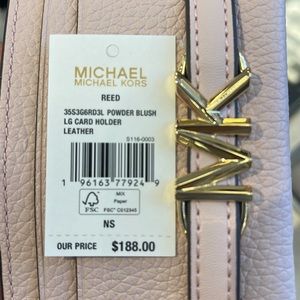 MICHAEL
MICHAEL KORS
REED
35S3G6RD3L POWDER BLUSH
LG CARD HOLDER
LEATHER
S116-0003
1 96163 77924 9
FSC
MIX
Paper
FSC® C012345
NS
OUR PRICE $188.00
MK